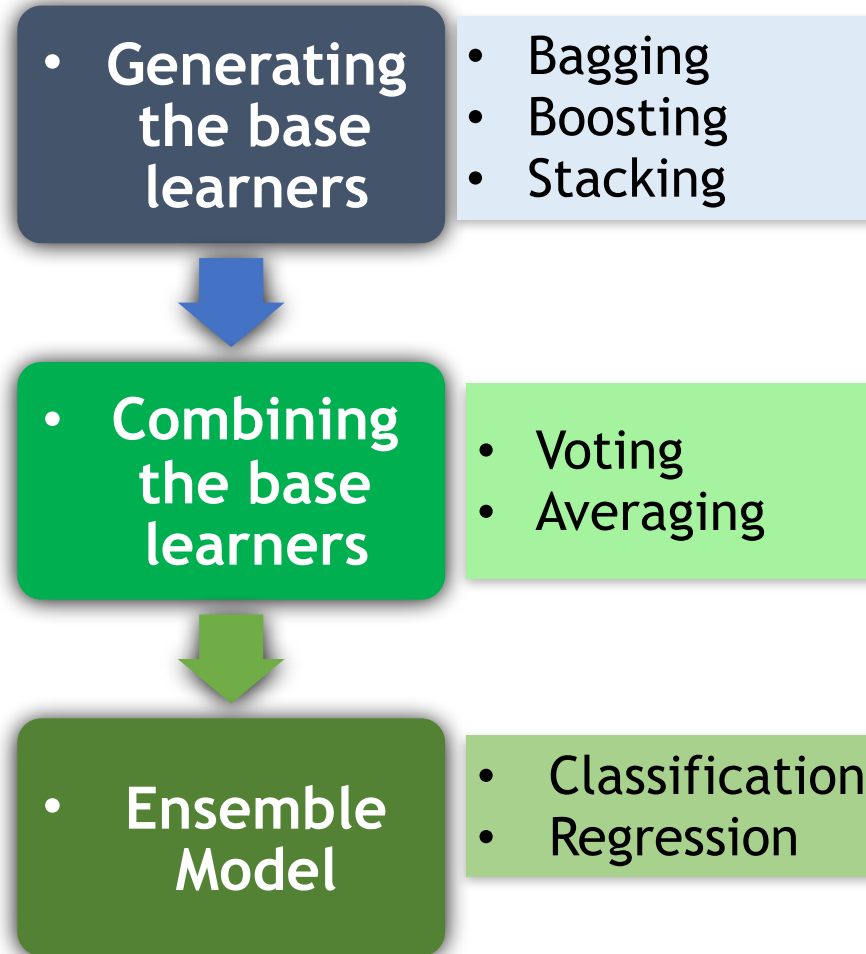 • Generating
the base
learners
• Bagging
• Boosting
• Stacking
• Combining
the base
learners
• Voting
• Averaging
• Ensemble
Model
• Classification
• Regression